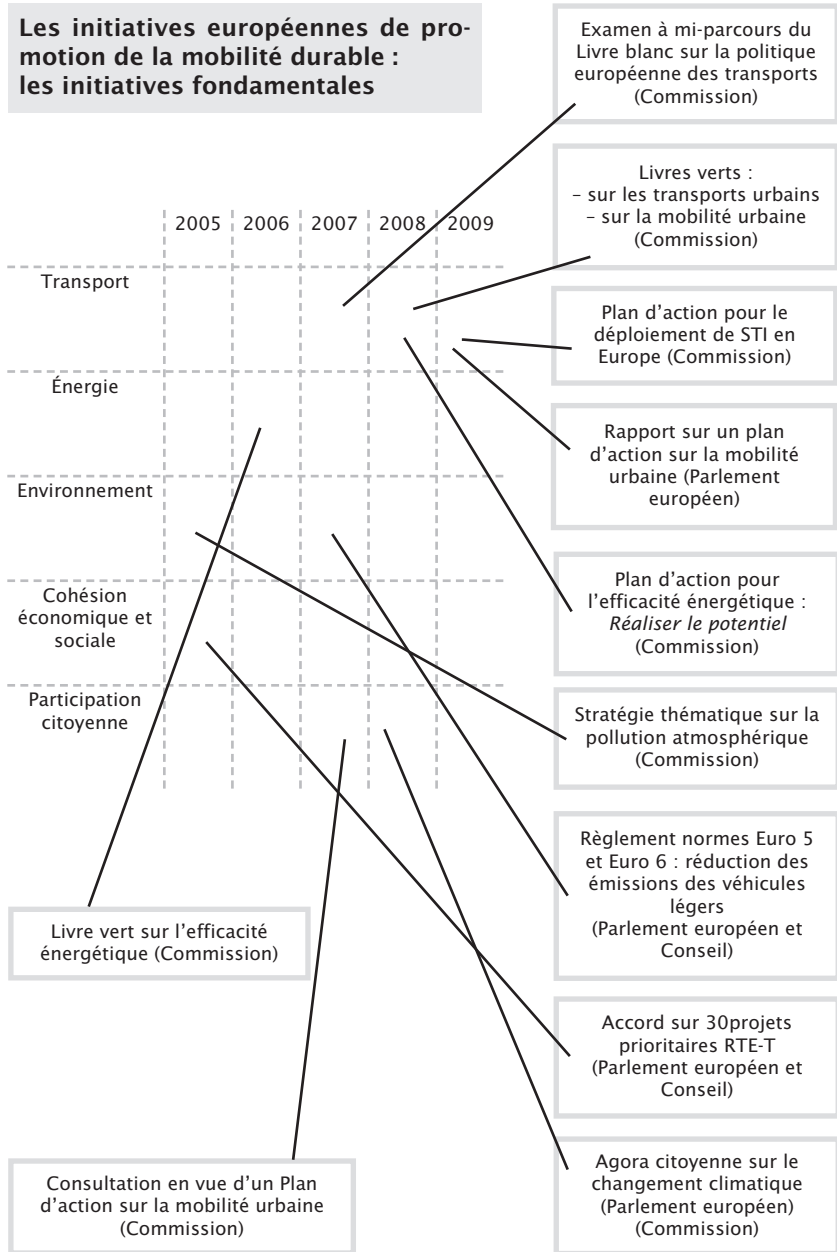 Les initiatives européennes de pro-
motion de la mobilité durable :
les initiatives fondamentales
Examen à mi-parcours du
Livre blanc sur la politique
européenne des transports
(Commission)
Livres verts :
– sur les transports urbains
– sur la mobilité urbaine
(Commission)
2005 2006 2007 2008 2009
Transport
Plan d’action pour le
déploiement de STI en
Europe (Commission)
Énergie
Rapport sur un plan
d’action sur la mobilité
urbaine (Parlement
européen)
Environnement
Plan d’action pour
l’efficacité énergétique :
Réaliser le potentiel
(Commission)
Cohésion
économique et
sociale
Participation
citoyenne
Stratégie thématique sur la
pollution atmosphérique
(Commission)
Règlement normes Euro 5
et Euro 6 : réduction des
émissions des véhicules
légers
(Parlement européen et
Conseil)
Livre vert sur l’efficacité
énergétique (Commission)
Accord sur 30projets
prioritaires RTE-T
(Parlement européen et
Conseil)
Consultation en vue d’un Plan
d’action sur la mobilité urbaine
(Commission)
Agora citoyenne sur le
changement climatique
(Parlement européen)
(Commission)